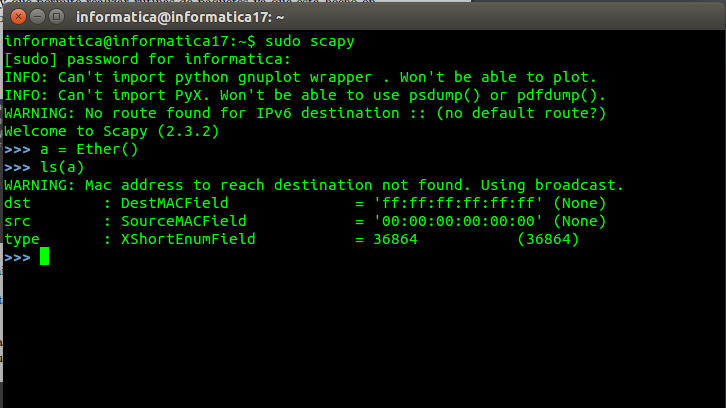 informatica@informatica17: ~
informatica@informatica17:~$ sudo scapy
[sudo] password for informatica:
INFO: Can't import python gnuplot wrapper . Won't be able to plot.
INFO: Can't import PyX. Won't be able to use psdump() or pdfdump().
WARNING: No route found for IPv6 destination :: (no default route?)
Welcome to Scapy (2.3.2)
>>> a = Ether()
>>> ls(a)
WARNING: Mac address to reach destination not found. Using broadcast.
dst        : DestMACField              = 'ff:ff:ff:ff:ff:ff' (None)
src        : SourceMACField            = '00:00:00:00:00:00' (None)
type       : XShortEnumField           = 36864           (36864)
>>>